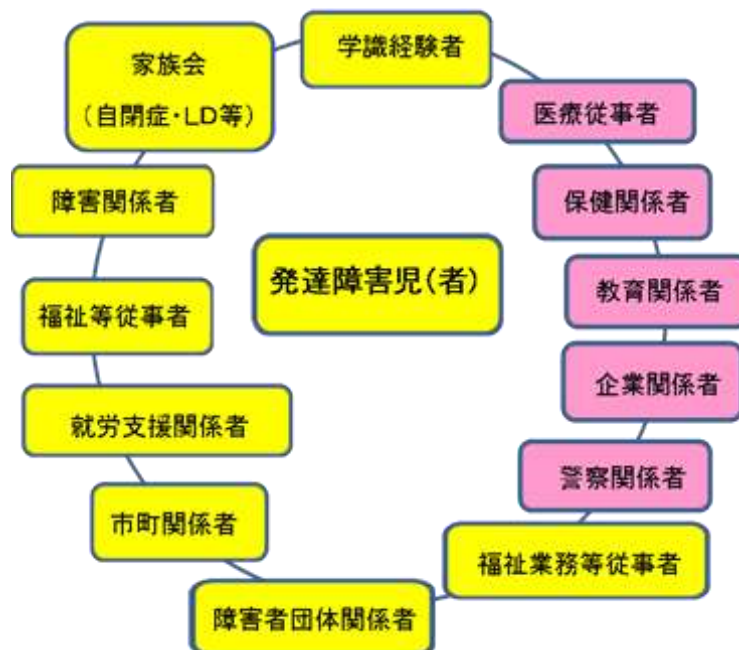 学識経験者
家族会
(自閉症・LD等)
医療従事者
障害関係者
保健関係者
発達障害児(者)
教育関係者
福祉等従事者
企業関係者
就労支援関係者
警察関係者
市町関係者
福祉業務等従事者
障害者団体関係者